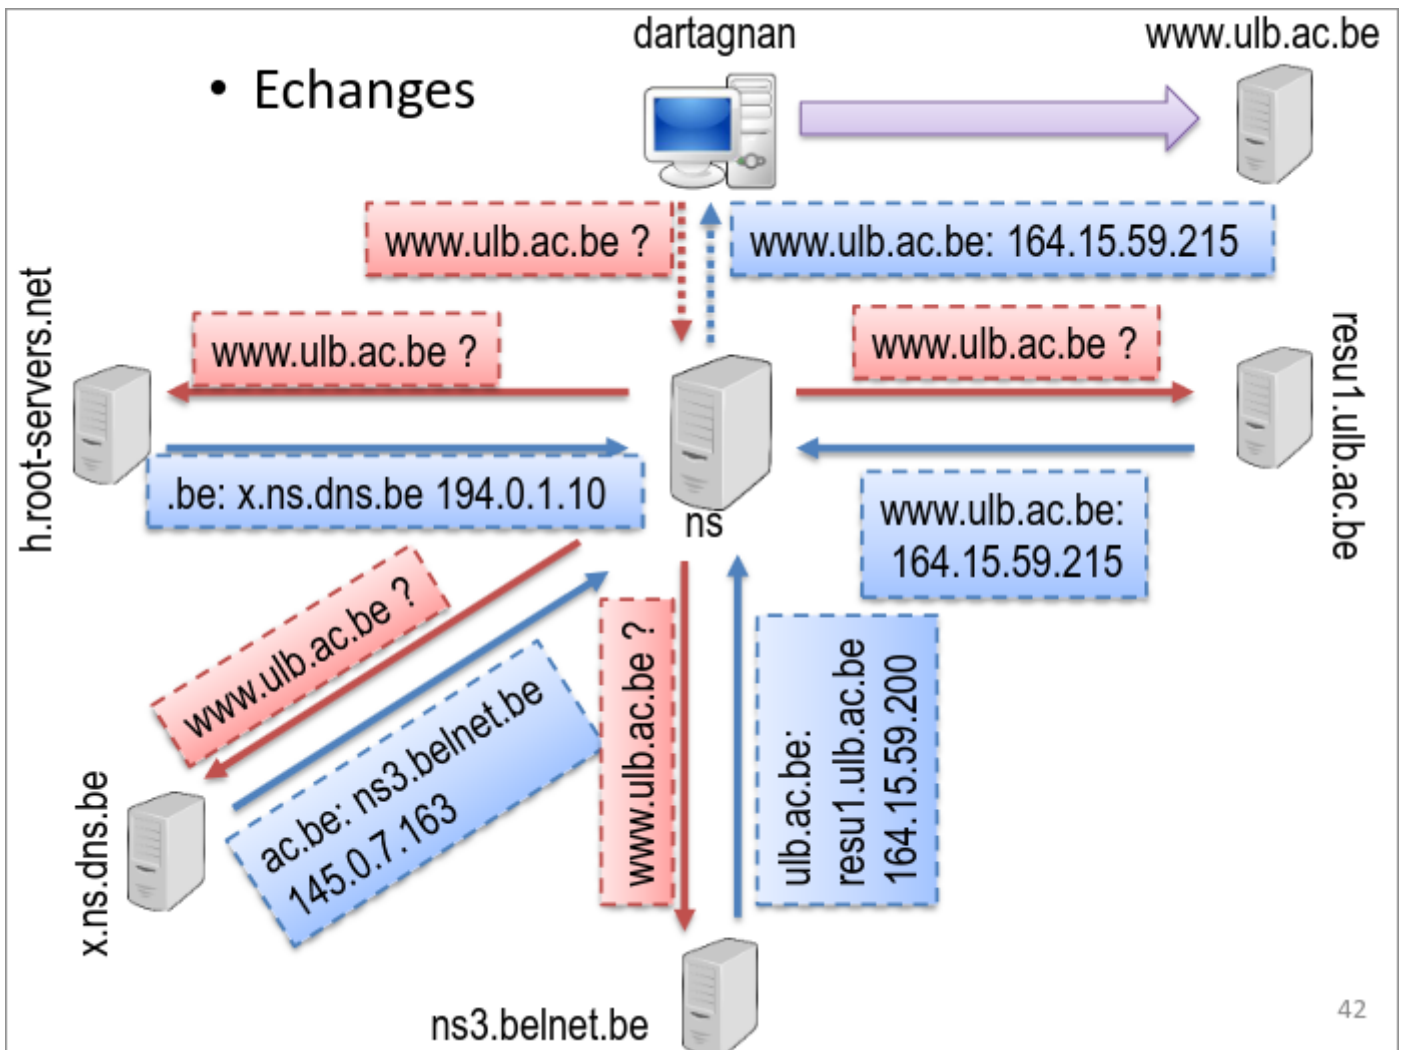 dartagnan
www.ulb.ac.be
• Echanges
www.ulb.ac.be ?
www.ulb.ac.be: 164.15.59.215
h.root-servers.net
www.ulb.ac.be ?
www.ulb.ac.be ?
resu1.ulb.ac.be
.be: x.ns.dns.be 194.0.1.10
ns
www.ulb.ac.be:
164.15.59.215
www.ulb.ac.be ?
ac.be: ns3.belnet.be
145.0.7.163
www.ulb.ac.be ?
ulb.ac.be:
resu1.ulb.ac.be
164.15.59.200
x.ns.dns.be
ns3.belnet.be
42